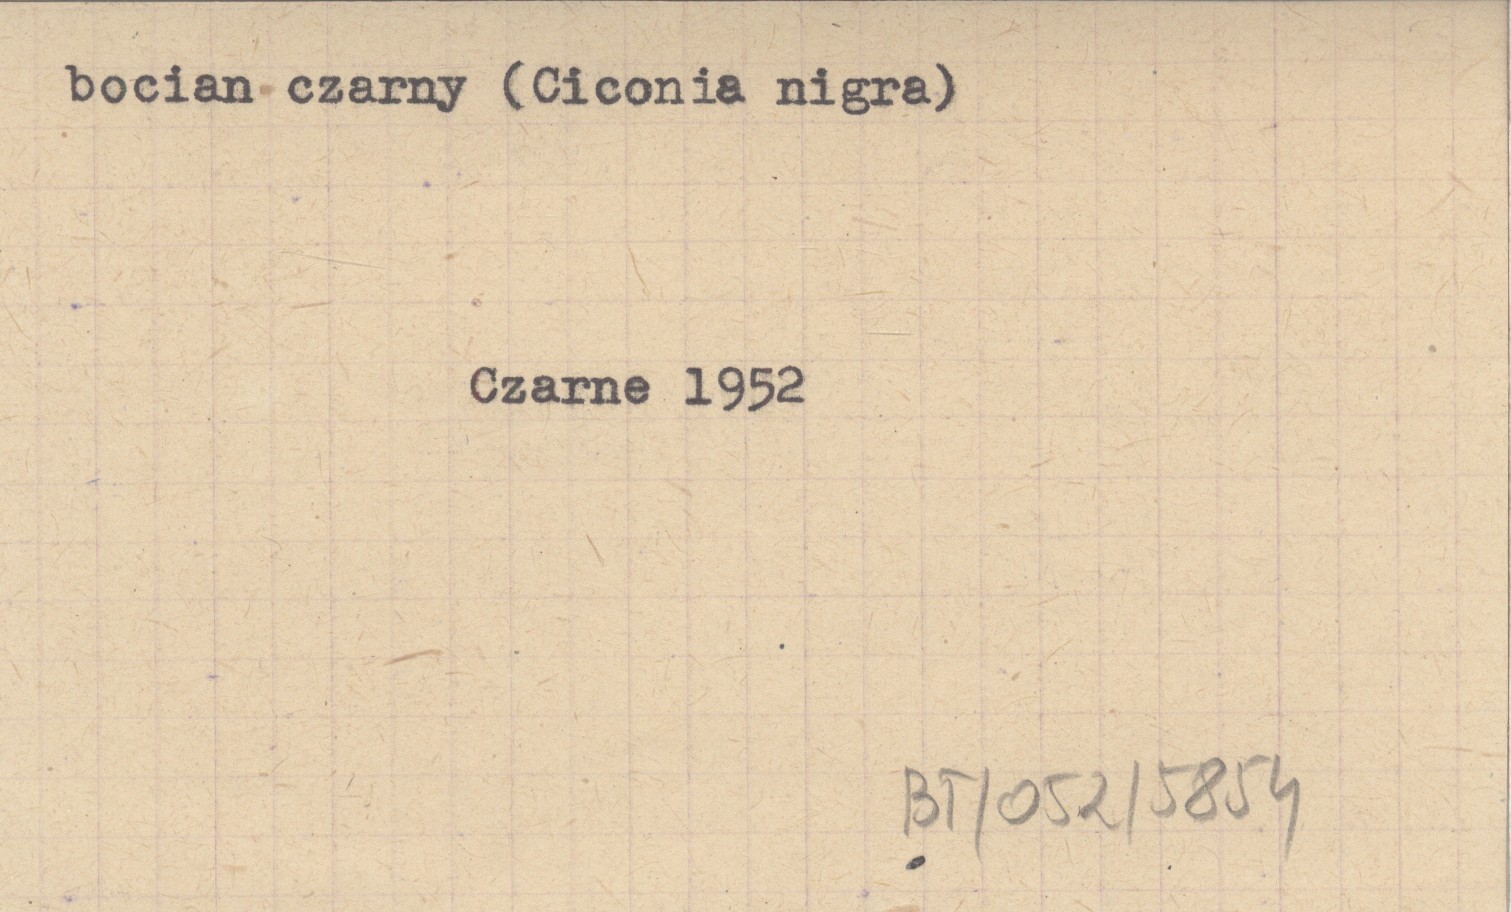 bocian czarny (Ciconia nigra)
Czarne 1952
BT/052/5854